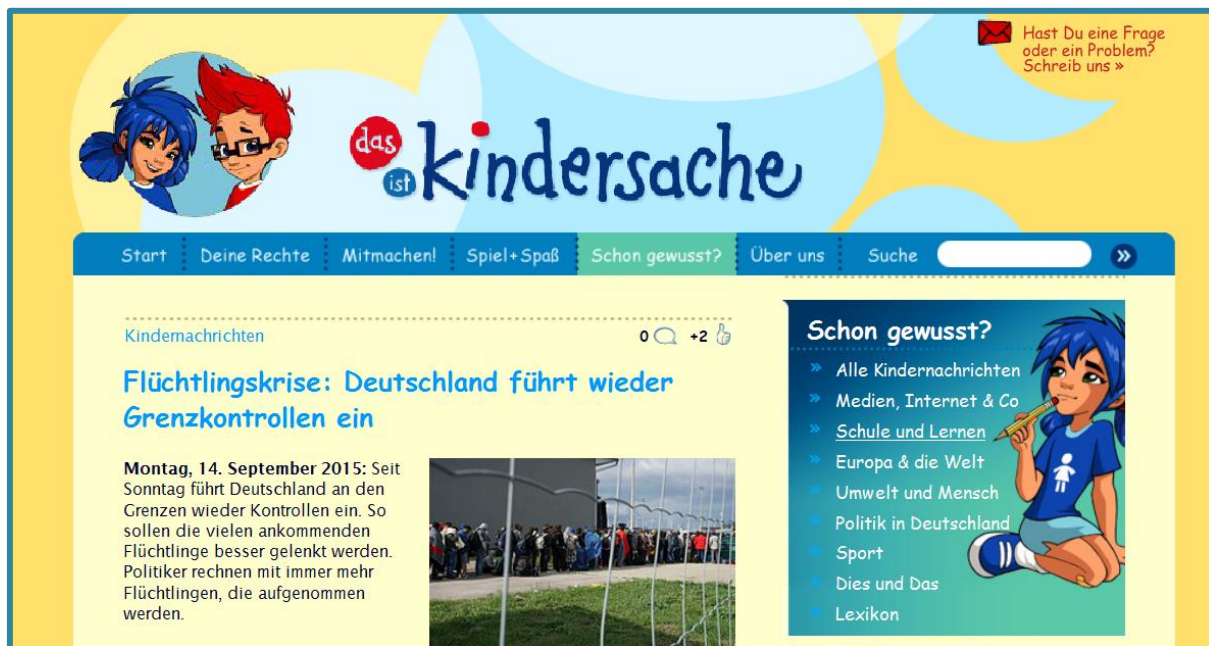 Hast Du eine Frage
oder ein Problem?
Schreib uns »
das
ist
kindersache
Start
Deine Rechte
Mitmachen!
Spiel+Spaß
Schon gewusst?
Über uns
Suche
»
Kindernachrichten
0 +2
Flüchtlingskrise: Deutschland führt wieder
Grenzkontrollen ein
Montag, 14. September 2015: Seit
Sonntag führt Deutschland an den
Grenzen wieder Kontrollen ein. So
sollen die vielen ankommenden
Flüchtlinge besser gelenkt werden.
Politiker rechnen mit immer mehr
Flüchtlingen, die aufgenommen
werden.
Schon gewusst?
» Alle Kindernachrichten
» Medien, Internet & Co
» Schule und Lernen
» Europa & die Welt
» Umwelt und Mensch
» Politik in Deutschland
» Sport
» Dies und Das
» Lexikon